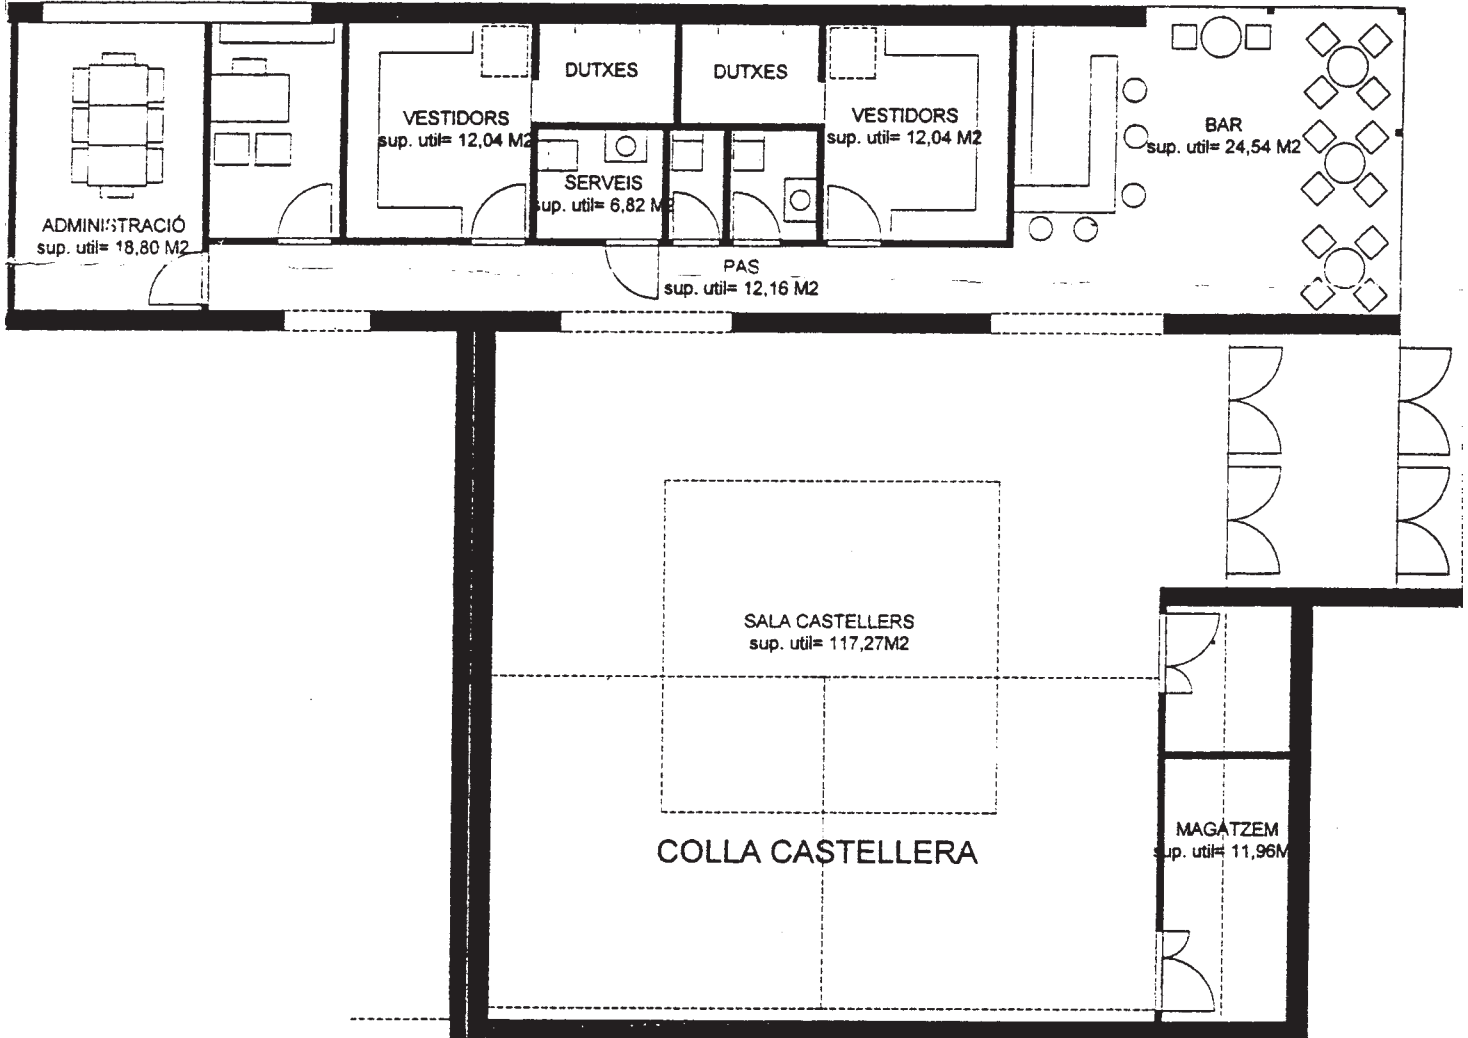 DUTXES
DUTXES
VESTIDORS
sup. util= 12,04 M2
VESTIDORS
sup. util= 12,04 M2
BAR
sup. util= 24,54 M2
SERVEIS
sup. util= 6,82 M2
ADMINISTRACIÓ
sup. util= 18,80 M2
PAS
sup. util= 12,16 M2
SALA CASTELLERS
sup. util= 117,27M2
COLLA CASTELLERA
MAGATZEM
sup. util= 11,96M